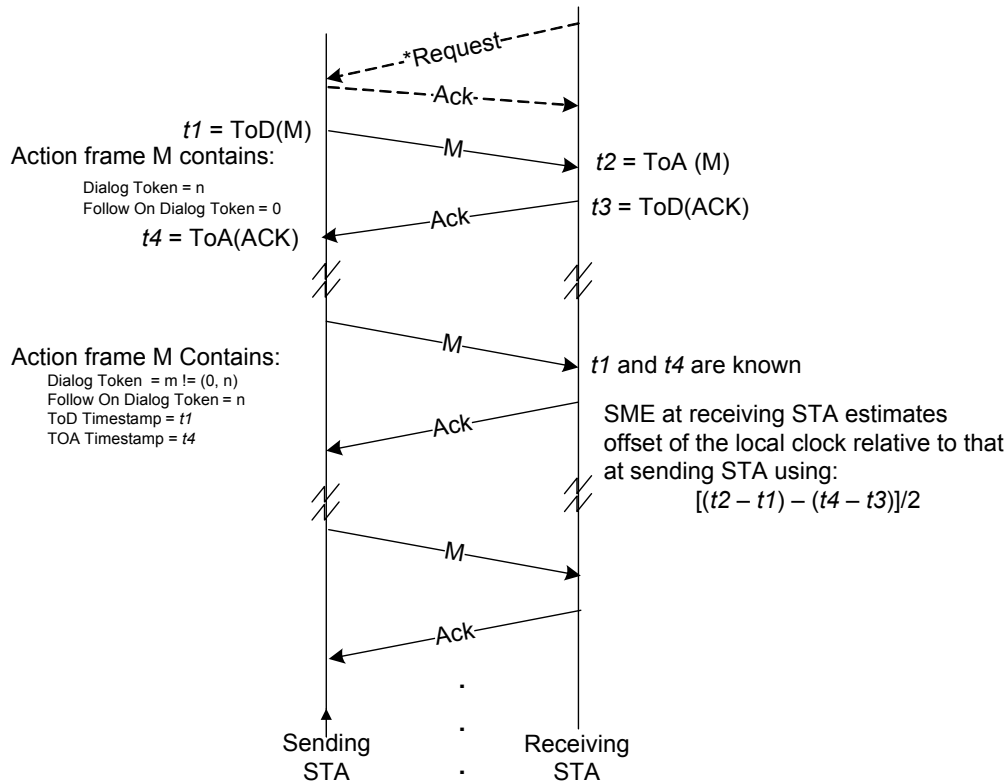 *Request
Ack
t1 = ToD(M)
Action frame M contains:
Dialog Token = n
Follow On Dialog Token = 0
M
t2 = ToA (M)
t3 = ToD(ACK)
Ack
t4 = ToA(ACK)
Action frame M Contains:
Dialog Token = m != (0, n)
Follow On Dialog Token = n
ToD Timestamp = t1
TOA Timestamp = t4
M
t1 and t4 are known
Ack
SME at receiving STA estimates
offset of the local clock relative to that
at sending STA using:
[(t2 – t1) – (t4 – t3)]/2
M
Ack
Sending
STA
Receiving
STA